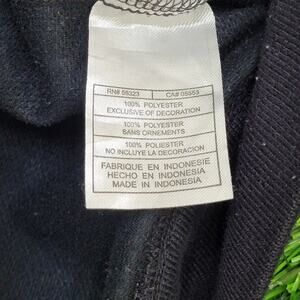 RN# 56323 CA# 05553
100% POLYESTER
EXCLUSIVE OF DECORATION
100% POLYESTER
SANS ORNEMENTS
100% POLIESTER
NO INCLUYE LA DECORACION
FABRIQUE EN INDONESIE
HECHO EN INDONESIA
MADE IN INDONESIA